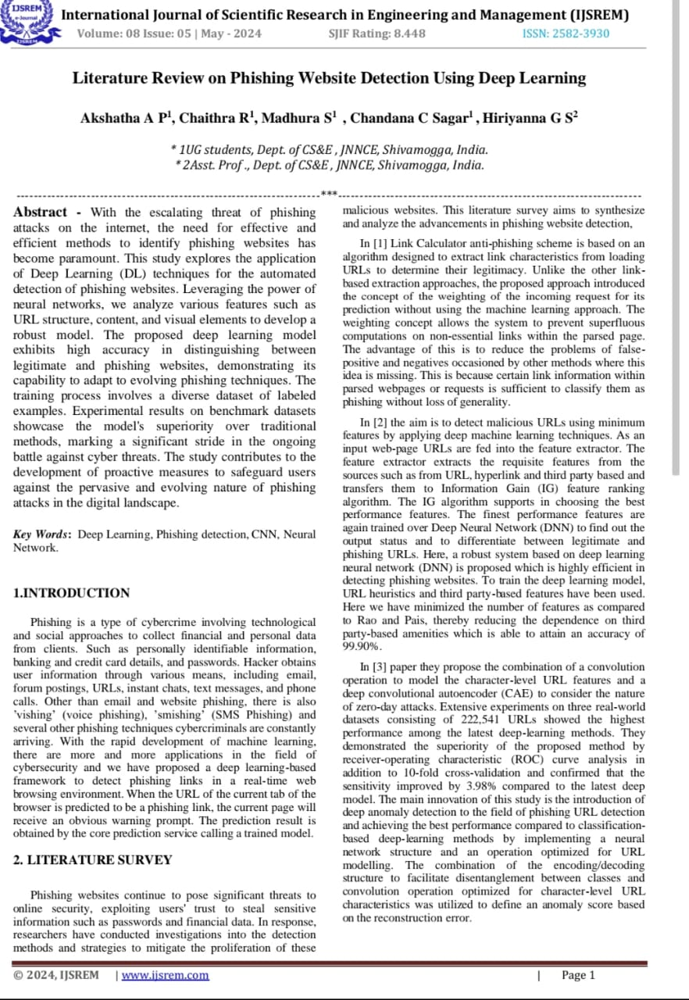 IJSREM
e-Journal
IJSREM
International Journal of Scientific Research in Engineering and Management (IJSREM)
Volume: 08 Issue: 05 | May - 2024 SJIF Rating: 8.448 ISSN: 2582-3930
Literature Review on Phishing Website Detection Using Deep Learning
Akshatha A P1, Chaithra R1, Madhura S1 , Chandana C Sagar1 , Hiriyanna G S2
* 1UG students, Dept. of CS&E , JNNCE, Shivamogga, India.
* 2Asst. Prof ., Dept. of CS&E , JNNCE, Shivamogga, India.
---------------------------------------------------------------------------***---------------------------------------------------------------------------
Abstract - With the escalating threat of phishing
attacks on the internet, the need for effective and
efficient methods to identify phishing websites has
become paramount. This study explores the application
of Deep Learning (DL) techniques for the automated
detection of phishing websites. Leveraging the power of
neural networks, we analyze various features such as
URL structure, content, and visual elements to develop a
robust model. The proposed deep learning model
exhibits high accuracy in distinguishing between
legitimate and phishing websites, demonstrating its
capability to adapt to evolving phishing techniques. The
training process involves a diverse dataset of labeled
examples. Experimental results on benchmark datasets
showcase the model's superiority over traditional
methods, marking a significant stride in the ongoing
battle against cyber threats. The study contributes to the
development of proactive measures to safeguard users
against the pervasive and evolving nature of phishing
attacks in the digital landscape.
Key Words: Deep Learning, Phishing detection, CNN, Neural
Network.
1.INTRODUCTION
Phishing is a type of cybercrime involving technological
and social approaches to collect financial and personal data
from clients. Such as personally identifiable information,
banking and credit card details, and passwords. Hacker obtains
user information through various means, including email,
forum postings, URLs, instant chats, text messages, and phone
calls. Other than email and website phishing, there is also
'vishing' (voice phishing), 'smishing' (SMS Phishing) and
several other phishing techniques cybercriminals are constantly
arriving. With the rapid development of machine learning,
there are more and more applications in the field of
cybersecurity and we have proposed a deep learning-based
framework to detect phishing links in a real-time web
browsing environment. When the URL of the current tab of the
browser is predicted to be a phishing link, the current page will
receive an obvious warning prompt. The prediction result is
obtained by the core prediction service calling a trained model.
2. LITERATURE SURVEY
Phishing websites continue to pose significant threats to
online security, exploiting users' trust to steal sensitive
information such as passwords and financial data. In response,
researchers have conducted investigations into the detection
methods and strategies to mitigate the proliferation of these
malicious websites. This literature survey aims to synthesize
and analyze the advancements in phishing website detection,
In [1] Link Calculator anti-phishing scheme is based on an
algorithm designed to extract link characteristics from loading
URLs to determine their legitimacy. Unlike the other link-
based extraction approaches, the proposed approach introduced
the concept of the weighting of the incoming request for its
prediction without using the machine learning approach. The
weighting concept allows the system to prevent superfluous
computations on non-essential links within the parsed page.
The advantage of this is to reduce the problems of false-
positive and negatives occasioned by other methods where this
idea is missing. This is because certain link information within
parsed webpages or requests is sufficient to classify them as
phishing without loss of generality.
In [2] the aim is to detect malicious URLs using minimum
features by applying deep machine learning techniques. As an
input web-page URLs are fed into the feature extractor. The
feature extractor extracts the requisite features from the
sources such as from URL, hyperlink and third party based and
transfers them to Information Gain (IG) feature ranking
algorithm. The IG algorithm supports in choosing the best
performance features. The finest performance features are
again trained over Deep Neural Network (DNN) to find out the
output status and to differentiate between legitimate and
phishing URLs. Here, a robust system based on deep learning
neural network (DNN) is proposed which is highly efficient in
detecting phishing websites. To train the deep learning model,
URL heuristics and third party-based features have been used.
Here we have minimized the number of features as compared
to Rao and Pais, thereby reducing the dependence on third
party-based amenities which is able to attain an accuracy of
99.90%.
In [3] paper they propose the combination of a convolution
operation to model the character-level URL features and a
deep convolutional autoencoder (CAE) to consider the nature
of zero-day attacks. Extensive experiments on three real-world
datasets consisting of 222,541 URLs showed the highest
performance among the latest deep-learning methods. They
demonstrated the superiority of the proposed method by
receiver-operating characteristic (ROC) curve analysis in
addition to 10-fold cross-validation and confirmed that the
sensitivity improved by 3.98% compared to the latest deep
model. The main innovation of this study is the introduction of
deep anomaly detection to the field of phishing URL detection
and achieving the best performance compared to classification-
based deep-learning methods by implementing a neural
network structure and an operation optimized for URL
modelling. The combination of the encoding/decoding
structure to facilitate disentanglement between classes and
convolution operation optimized for character-level URL
characteristics was utilized to define an anomaly score based
on the reconstruction error.
© 2024, IJSREM | www.ijsrem.com | Page 1